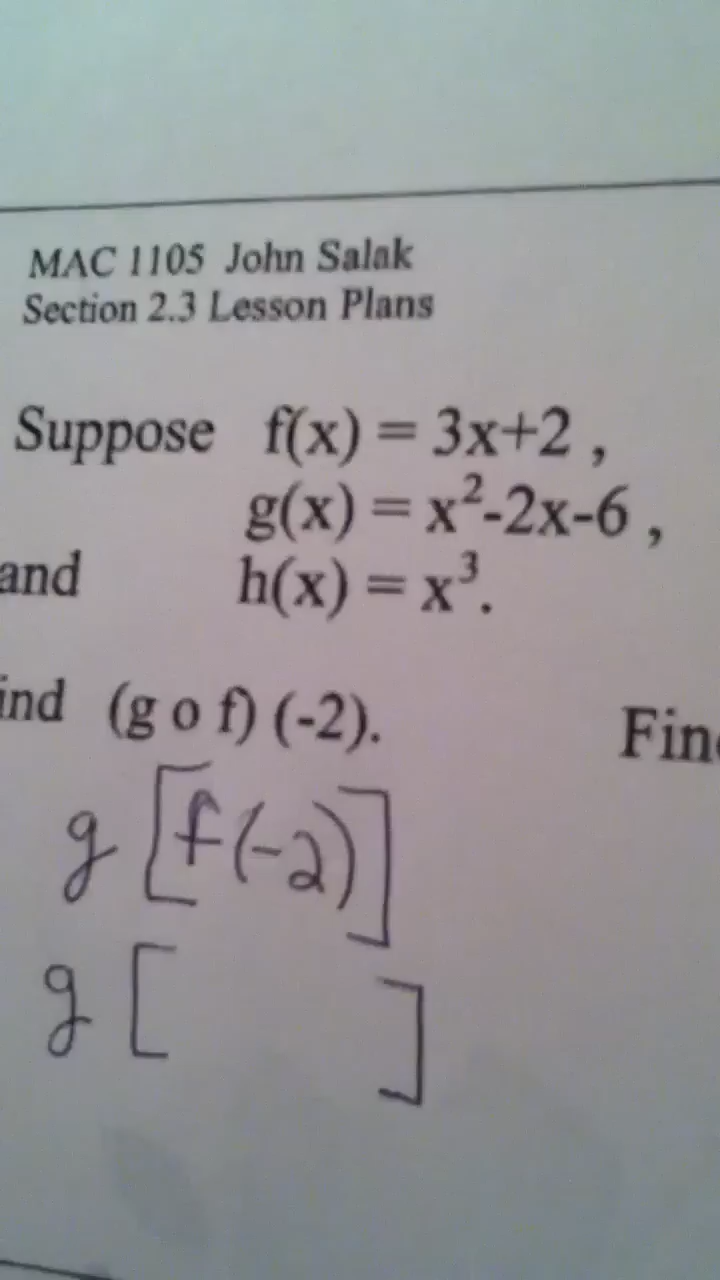 MAC 1105 John Salak
Section 2.3 Lesson Plans
Suppose f(x) = 3x+2 ,
g(x) = x²-2x-6 ,
and h(x) = x³.
ind (g o f) (-2). Fin
g [f(-2)]
g [ ]